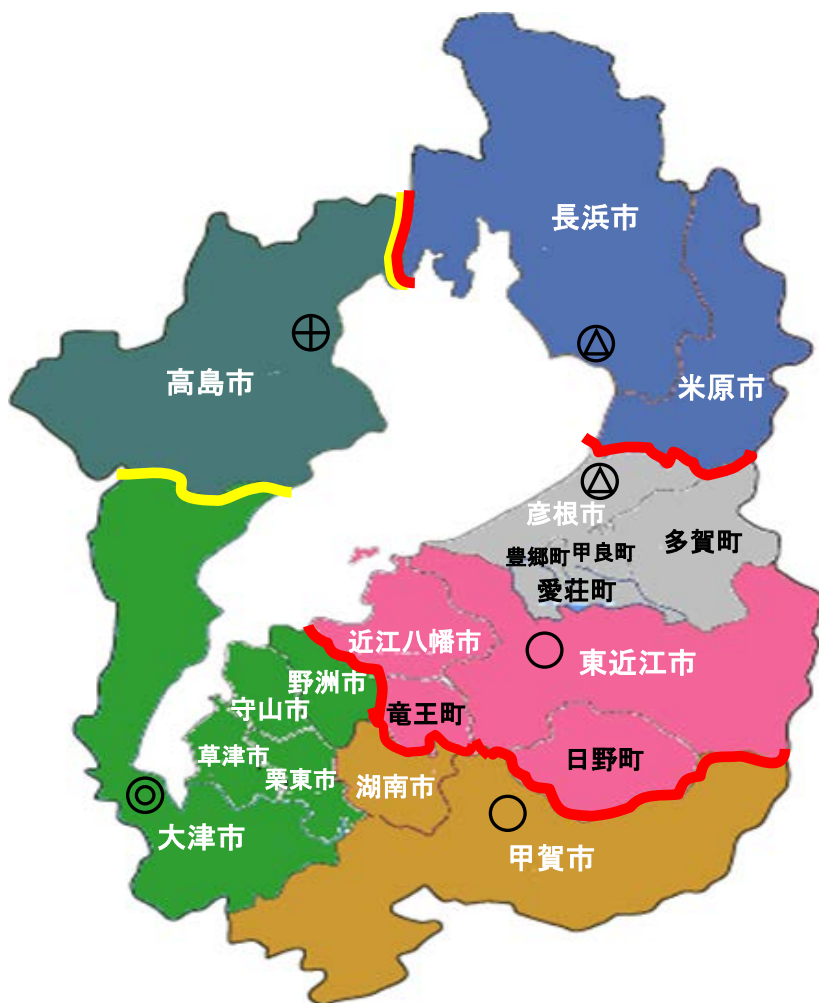 長浜市
高島市
米原市
彦根市
多賀町
豊郷町
甲良町
愛荘町
近江八幡市
東近江市
野洲市
守山市
竜王町
草津市
栗東市
湖南市
日野町
大津市
甲賀市